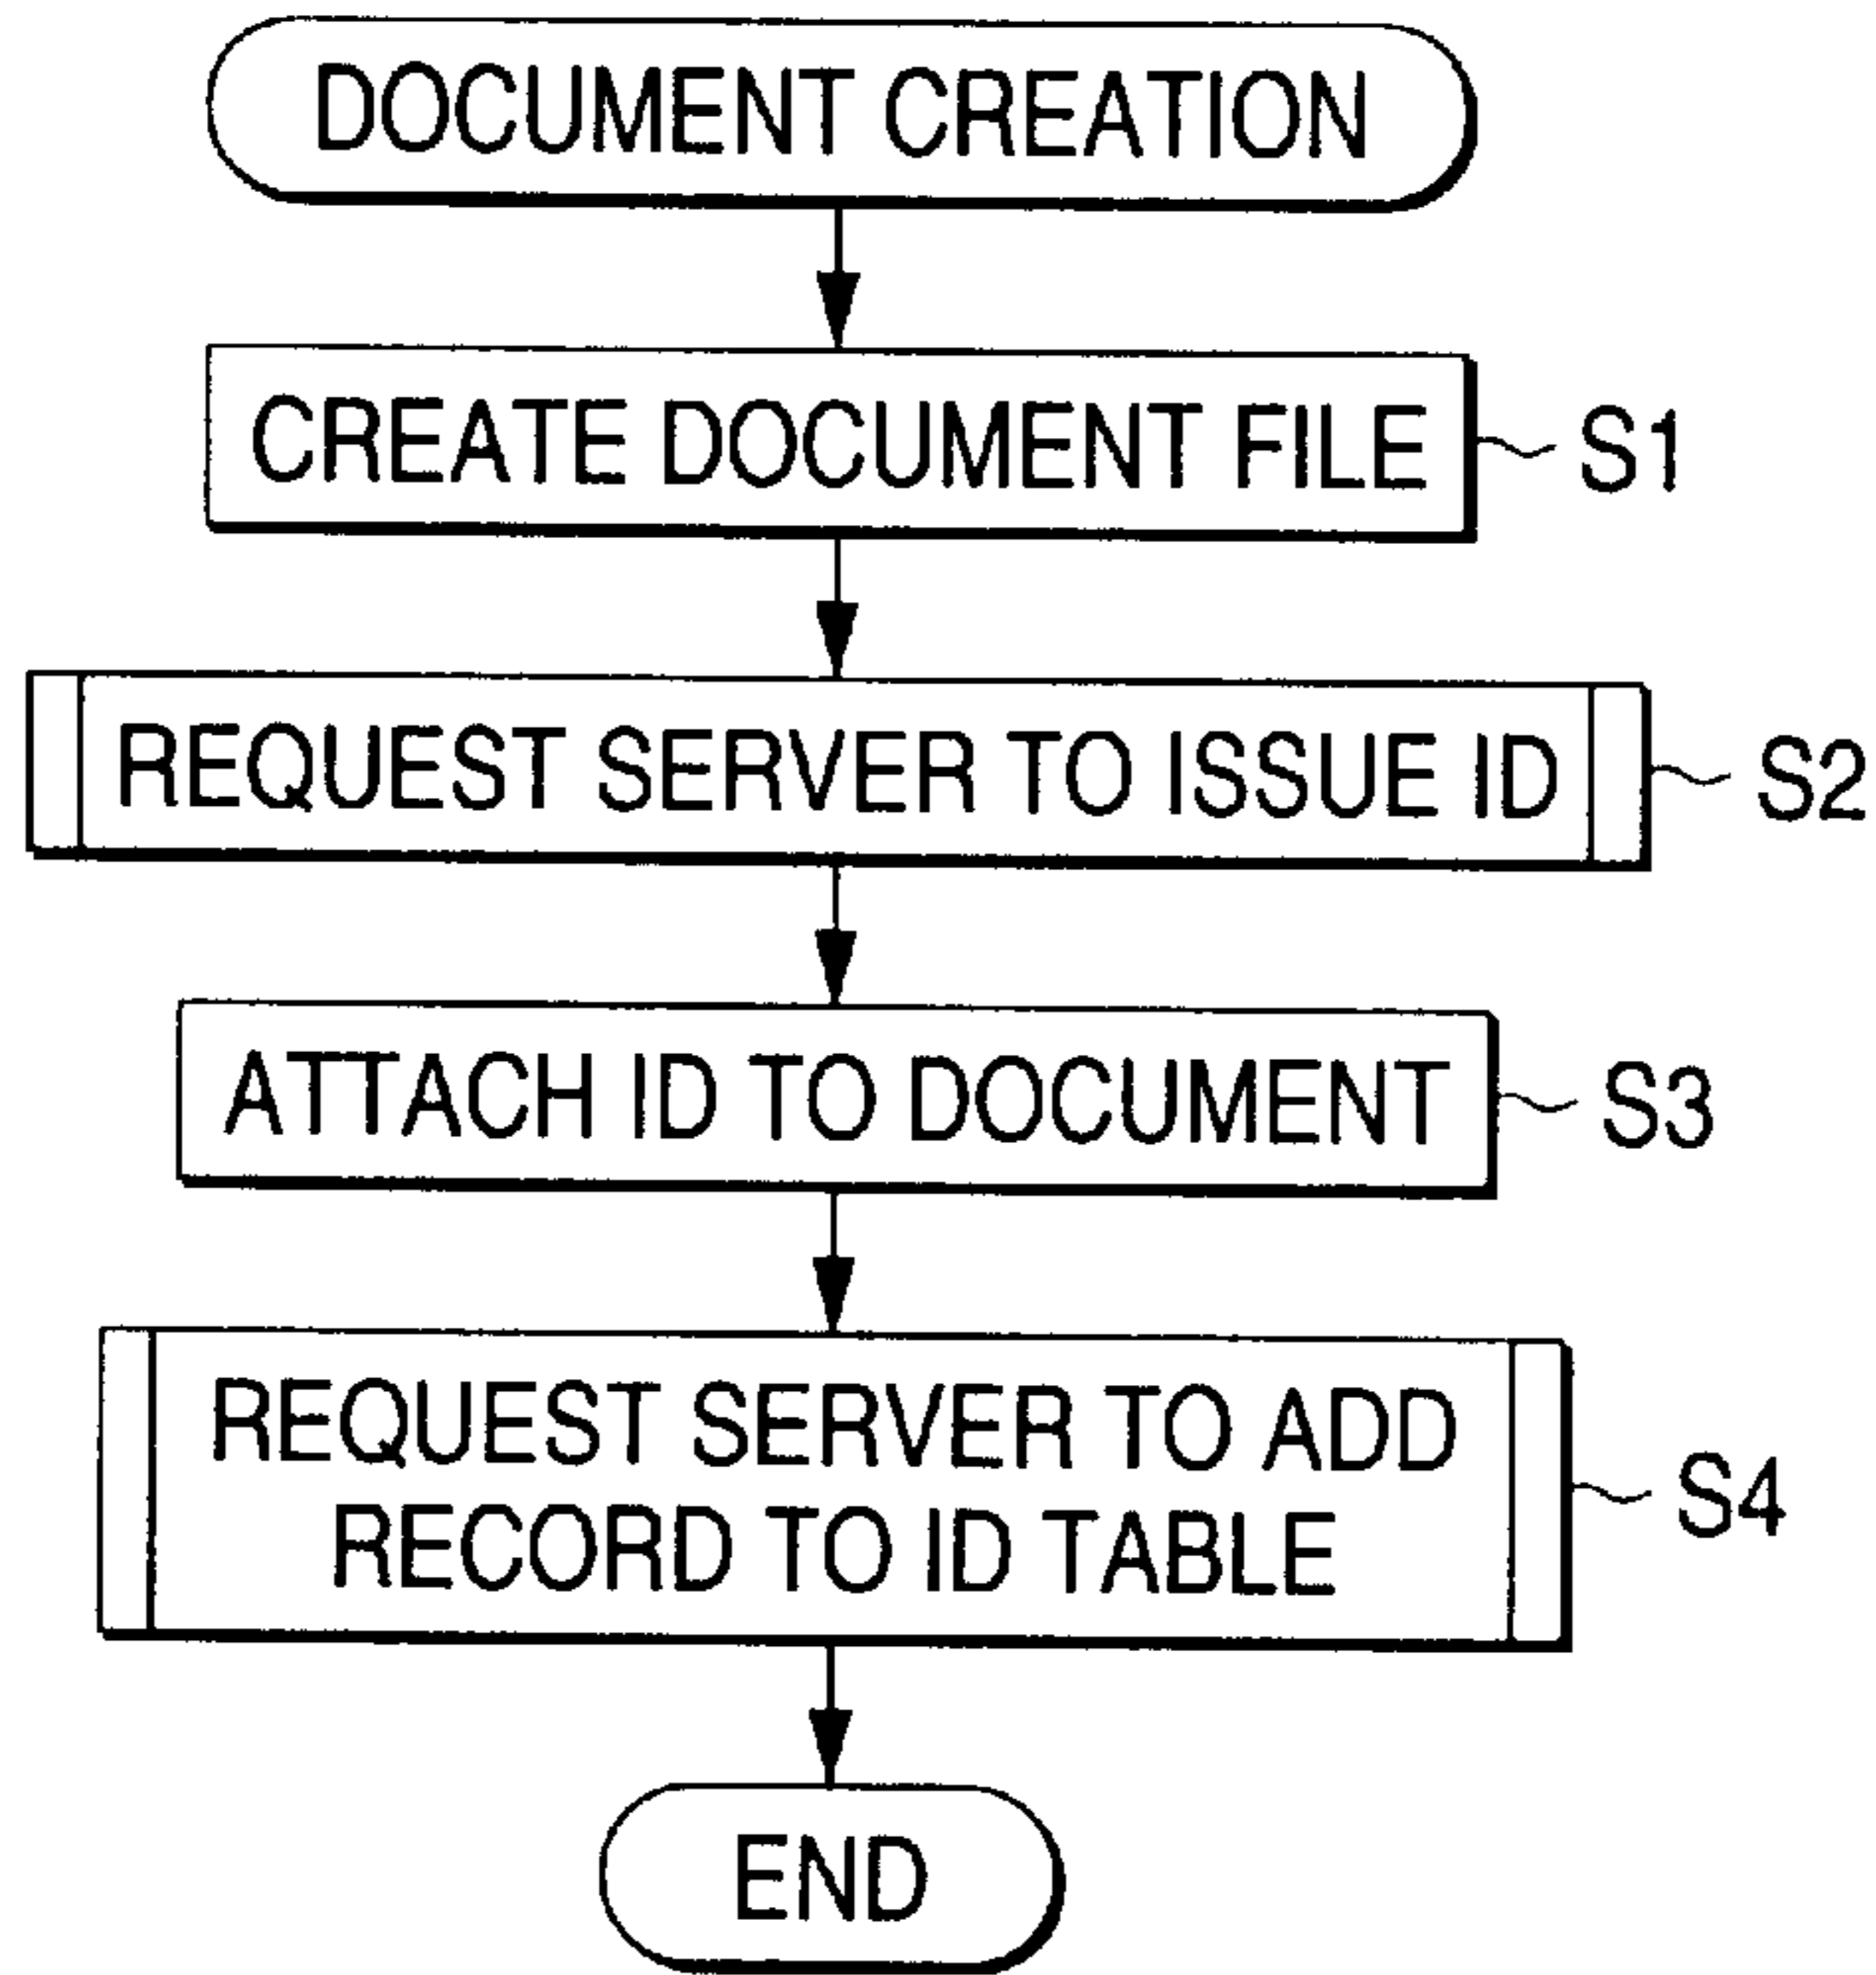 DOCUMENT CREATION
CREATE DOCUMENT FILE S1
REQUEST SERVER TO ISSUE ID S2
ATTACH ID TO DOCUMENT S3
REQUEST SERVER TO ADD
RECORD TO ID TABLE
S4
END